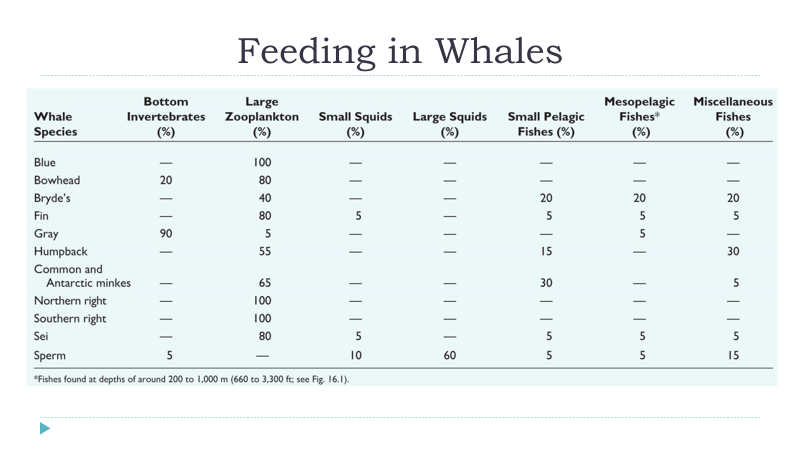 Feeding in Whales
Whale Species Bottom Invertebrates (%) Large Zooplankton (%) Small Squids (%) Large Squids (%) Small Pelagic Fishes (%) Mesopelagic Fishes* (%) Miscellaneous Fishes (%)
Blue — 100 — — — — —
Bowhead 20 80 — — — — —
Bryde's — 40 — — 20 20 20
Fin — 80 5 — 5 5 5
Gray 90 5 — — — 5 —
Humpback — 55 — — 15 — 30
Common and
Antarctic minkes — 65 — — 30 — 5
Northern right — 100 — — — — —
Southern right — 100 — — — — —
Sei — 80 5 — 5 5 5
Sperm 5 — 10 60 5 5 15
*Fishes found at depths of around 200 to 1,000 m (660 to 3,300 ft; see Fig. 16.1).